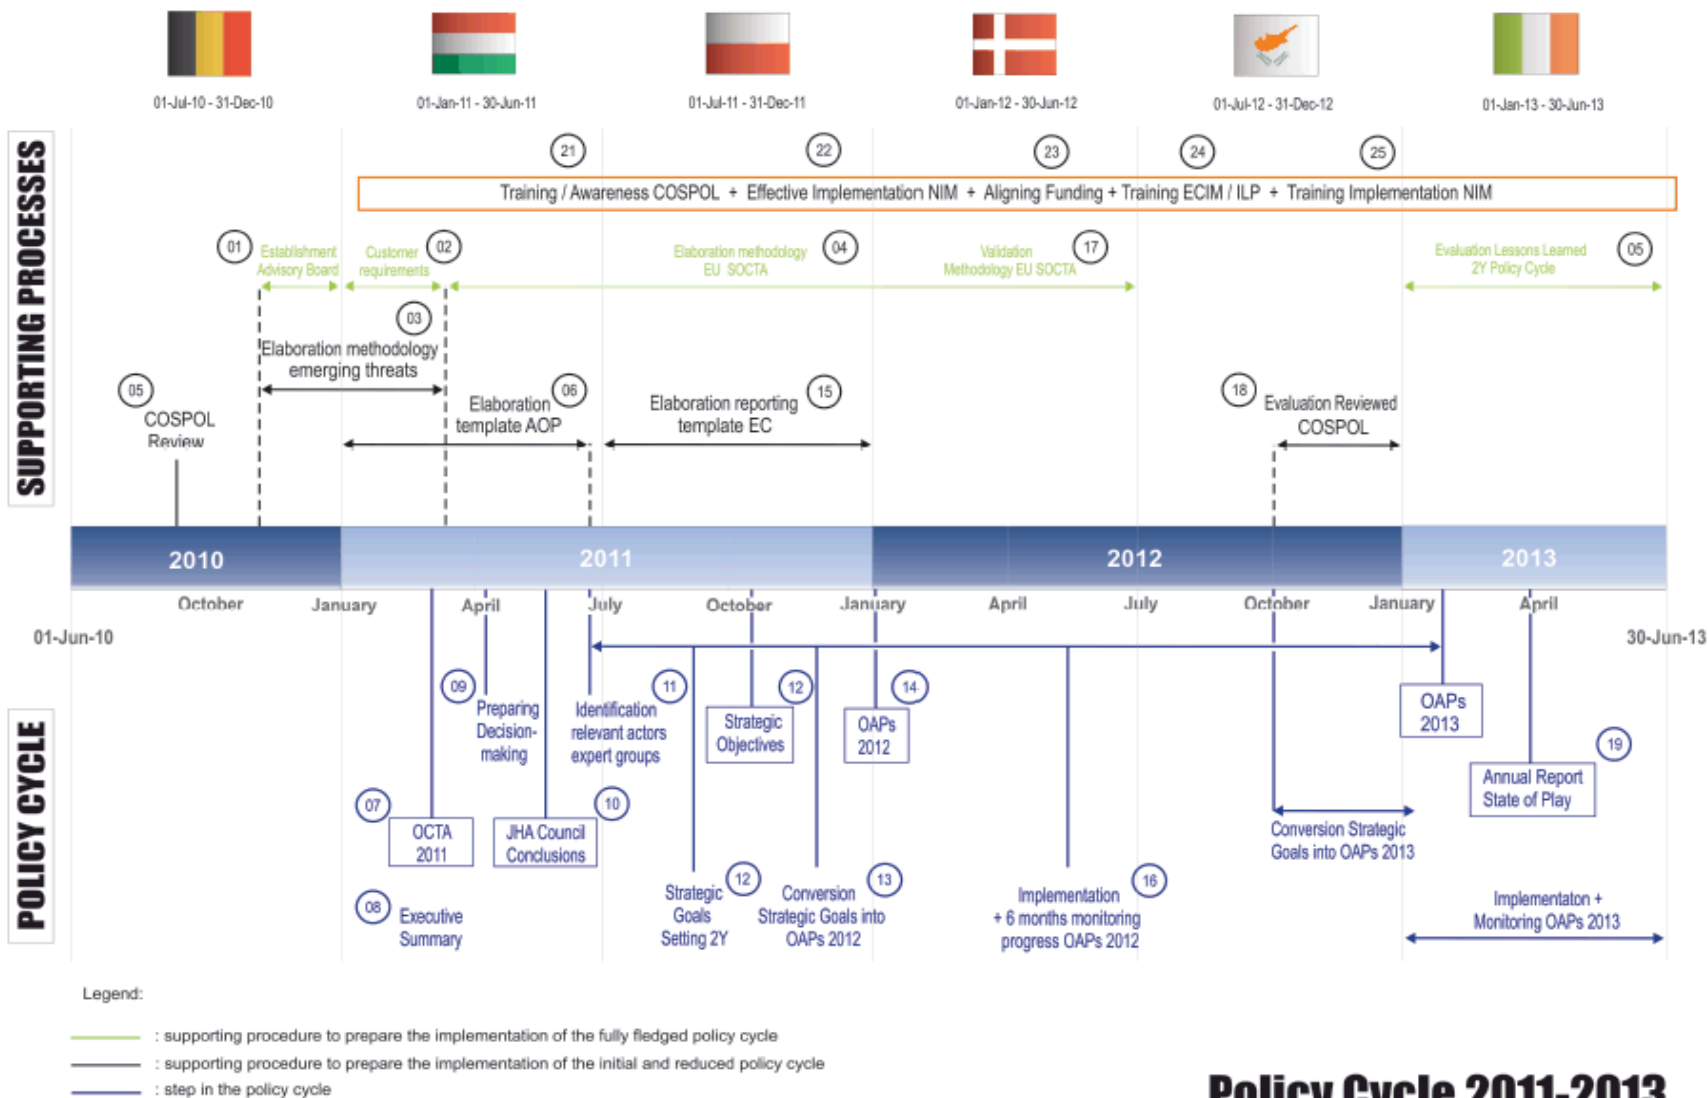 01-Jul-10 - 31-Dec-10
01-Jan-11 - 30-Jun-11
01-Jul-11 - 31-Dec-11
01-Jan-12 - 30-Jun-12
01-Jul-12 - 31-Dec-12
01-Jan-13 - 30-Jun-13
SUPPORTING PROCESSES
21
22
23
24
25
Training / Awareness COSPOL + Effective Implementation NIM + Aligning Funding + Training ECIM / ILP + Training Implementation NIM
01
Establishment
Advisory Board
Customer
requirements
02
Elaboration methodology
EU SOCTA
04
Validation
Methodology EU SOCTA
17
Evaluation Lessons Learned
2Y Policy Cycle
05
03
Elaboration methodology
emerging threats
05
COSPOL
Review
06
Elaboration
template AOP
Elaboration reporting
template EC
15
18
Evaluation Reviewed
COSPOL
2010
2011
2012
2013
October
January
April
July
October
January
April
July
October
January
April
01-Jun-10
30-Jun-13
POLICY CYCLE
09
Preparing
Decision-
making
Identification
relevant actors
expert groups
11
Strategic
Objectives
12
OAPs
2012
14
OAPs
2013
19
Annual Report
State of Play
07
OCTA
2011
JHA Council
Conclusions
10
08
Executive
Summary
Strategic
Goals
Setting 2Y
12
Conversion
Strategic Goals into
OAPs 2012
13
Implementation
+ 6 months monitoring
progress OAPs 2012
16
Conversion Strategic
Goals into OAPs 2013
Implementaton +
Monitoring OAPs 2013
Legend:
: supporting procedure to prepare the implementation of the fully fledged policy cycle
: supporting procedure to prepare the implementation of the initial and reduced policy cycle
: step in the policy cycle
Policy Cycle 2011-2013